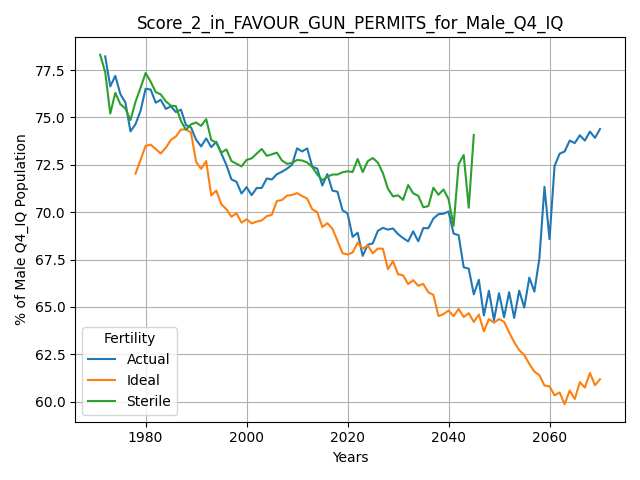 Score_2_in_FAVOUR_GUN_PERMITS_for_Male_Q4_IQ
% of Male Q4_IQ Population
77.5
75.0
72.5
70.0
67.5
65.0
62.5
60.0
Fertility
Actual
Ideal
Sterile
1980
2000
2020
2040
2060
Years